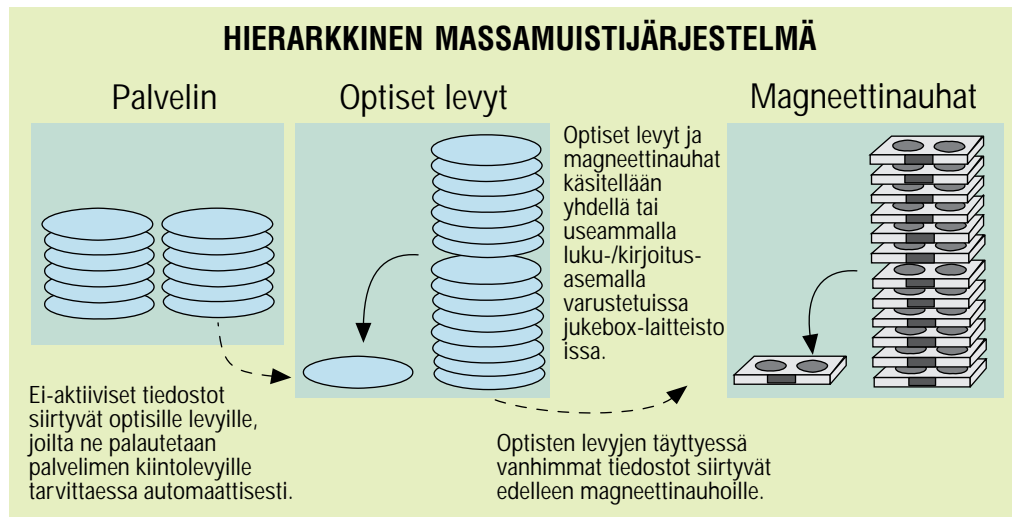 HIERARKKINEN MASSAMUISTIJÄRJESTELMÄ
Palvelin
Optiset levyt
Magneettinauhat
Optiset levyt ja
magneettinauhat
käsitellään
yhdellä tai
useammalla
luku-/kirjoitus-
asemalla
varustetuissa
jukebox-laitteisto
issa.
Ei-aktiiviset tiedostot
siirtyvät optisille levyille,
joilta ne palautetaan
palvelimen kiintolevyille
tarvittaessa automaattisesti.
Optisten levyjen täyttyessä
vanhimmat tiedostot siirtyvät
edelleen magneettinauhoille.